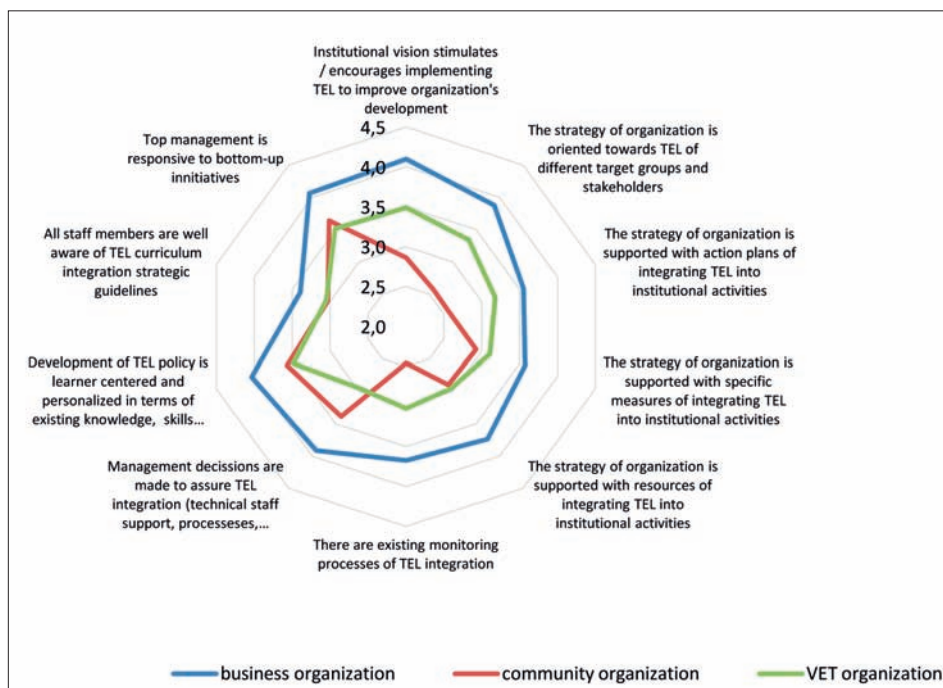 Institutional vision stimulates
/ encourages implementing
TEL to improve organization's
development
The strategy of organization is
oriented towards TEL of
different target groups and
stakeholders
The strategy of organization is
supported with action plans of
integrating TEL into
institutional activities
The strategy of organization is
supported with specific
measures of integrating TEL
into institutional activities
The strategy of organization is
supported with resources of
integrating TEL into
institutional activities
There are existing monitoring
processes of TEL integration
Management decissions are
made to assure TEL
integration (technical staff
support, processeses,...
Development of TEL policy is
learner centered and
personalized in terms of
existing knowledge, skills...
All staff members are well
aware of TEL curriculum
integration strategic
guidelines
Top management is
responsive to bottom-up
innitiatives
4,5
4,0
3,5
3,0
2,5
2,0
business organization
community organization
VET organization